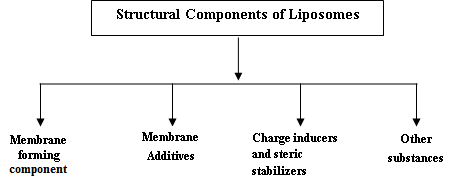 Structural Components of Liposomes
Membrane
forming
component
Membrane
Additives
Charge inducers
and steric
stabilizers
Other
substances